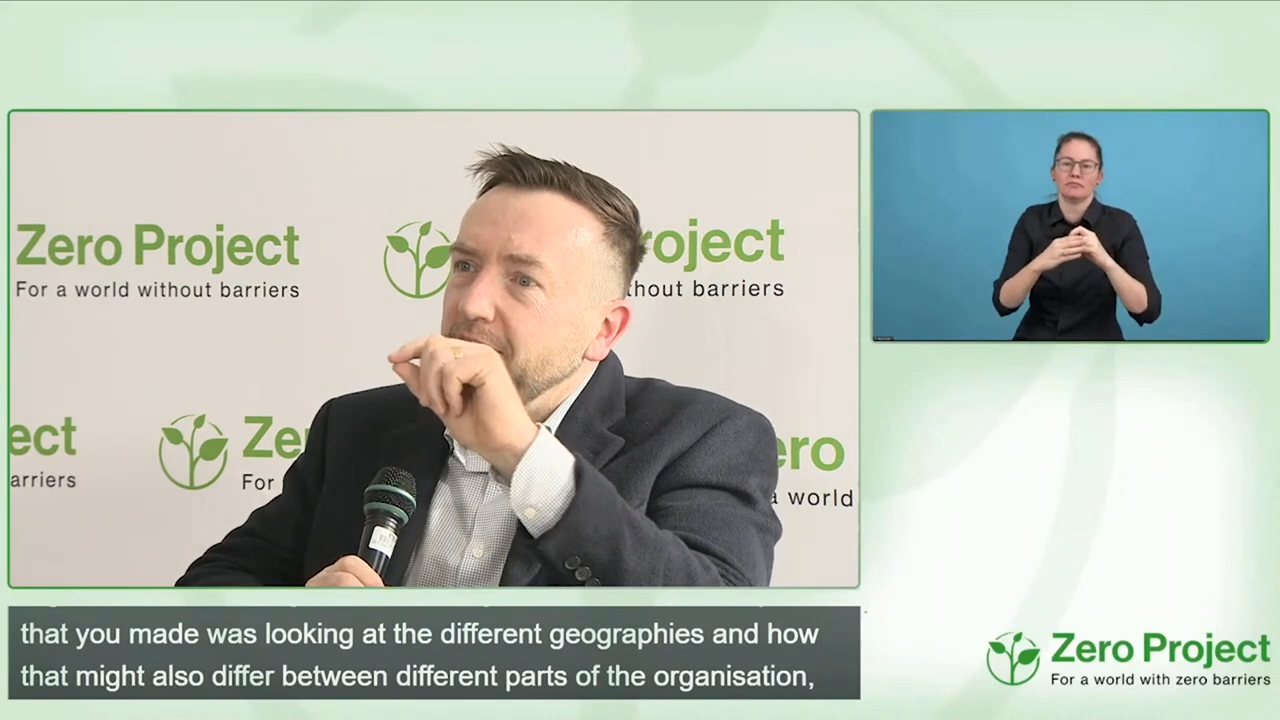 Zero Project
For a world without barriers
roject
thout barriers
ect
arriers
Ze
For
ero
a world
that you made was looking at the different geographies and how
that might also differ between different parts of the organisation,
Zero Project
For a world with zero barriers